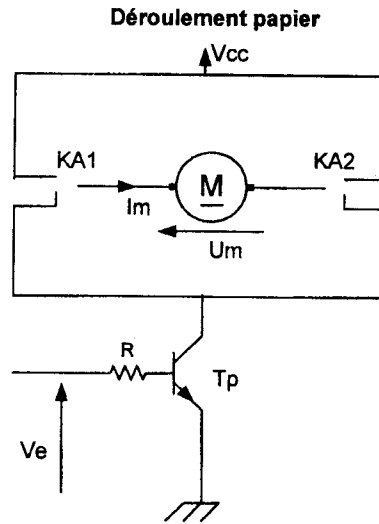 Déroulement papier
Vcc
KA1
M
KA2
Im
Um
R
Tp
Ve